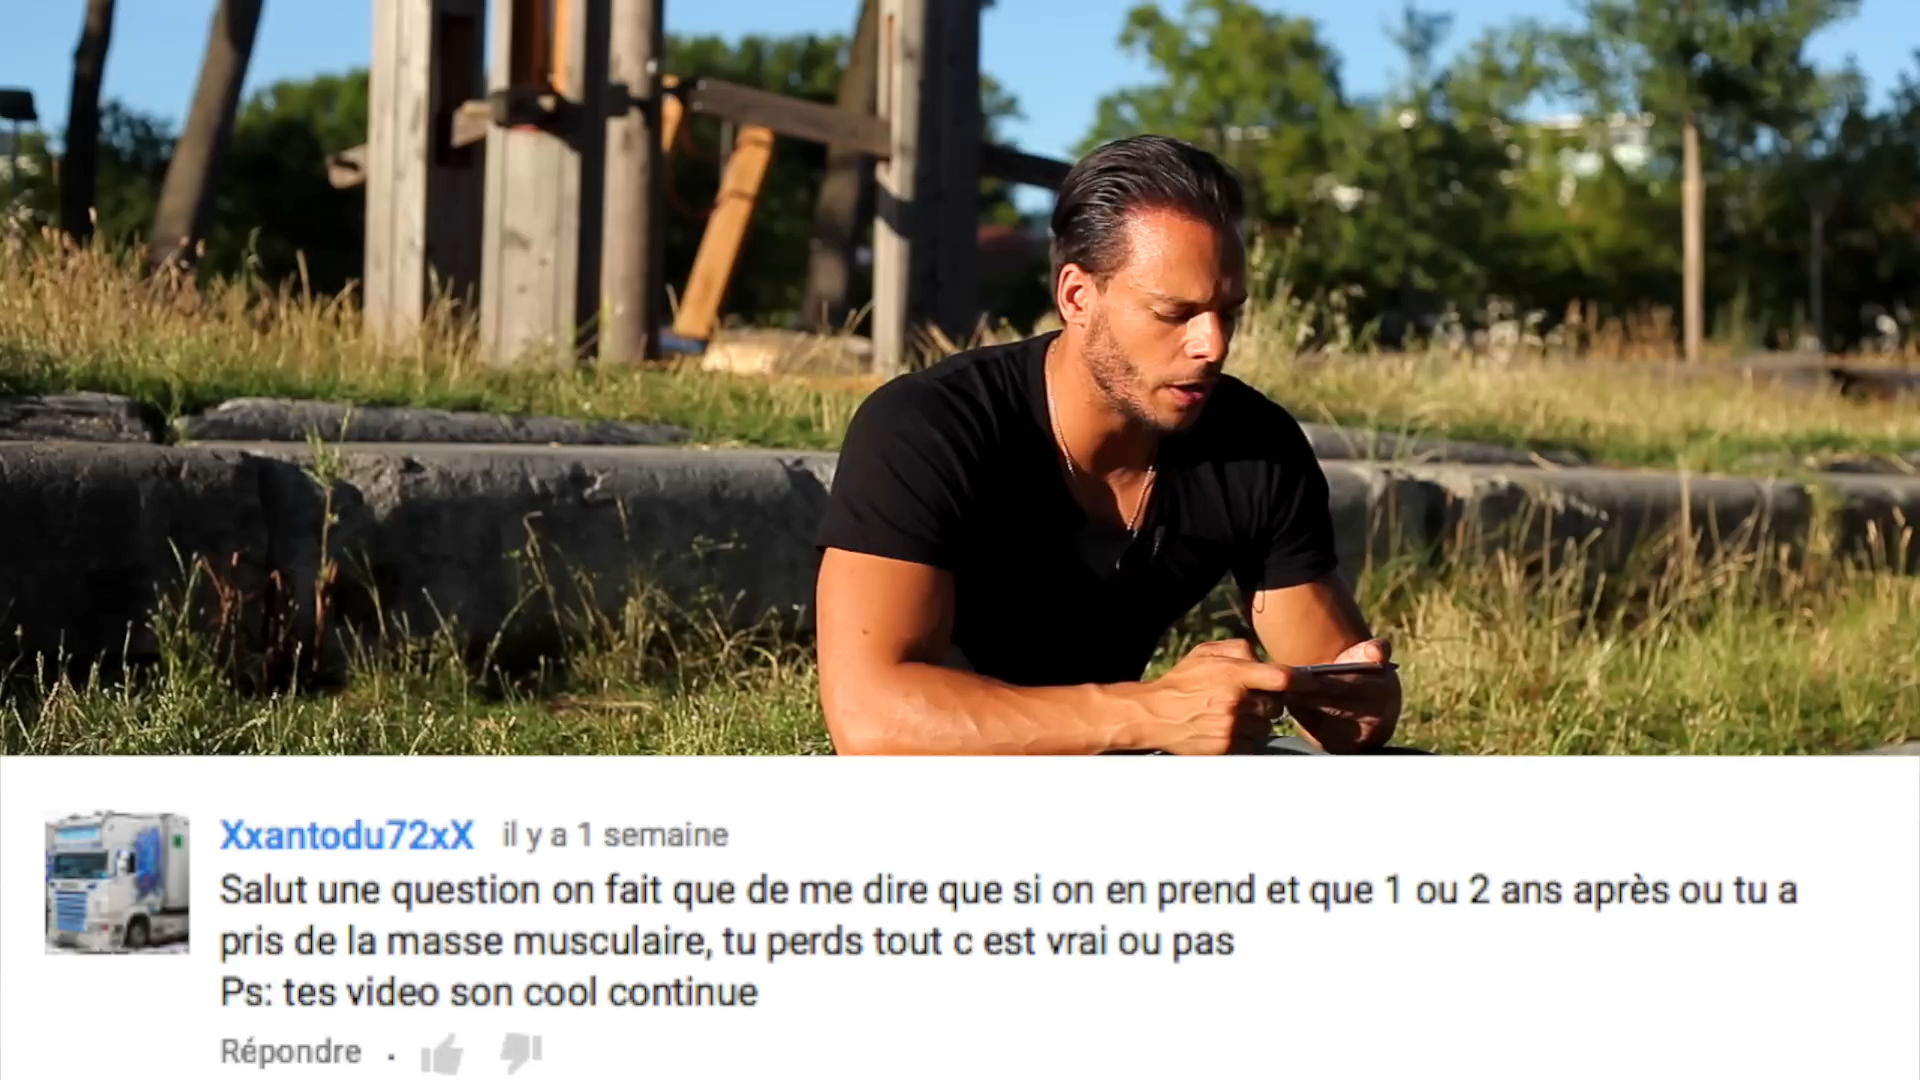 Xxantodu72xX il y a 1 semaine
Salut une question on fait que de me dire que si on en prend et que 1 ou 2 ans après ou tu a
pris de la masse musculaire, tu perds tout c est vrai ou pas
Ps: tes video son cool continue
Répondre .